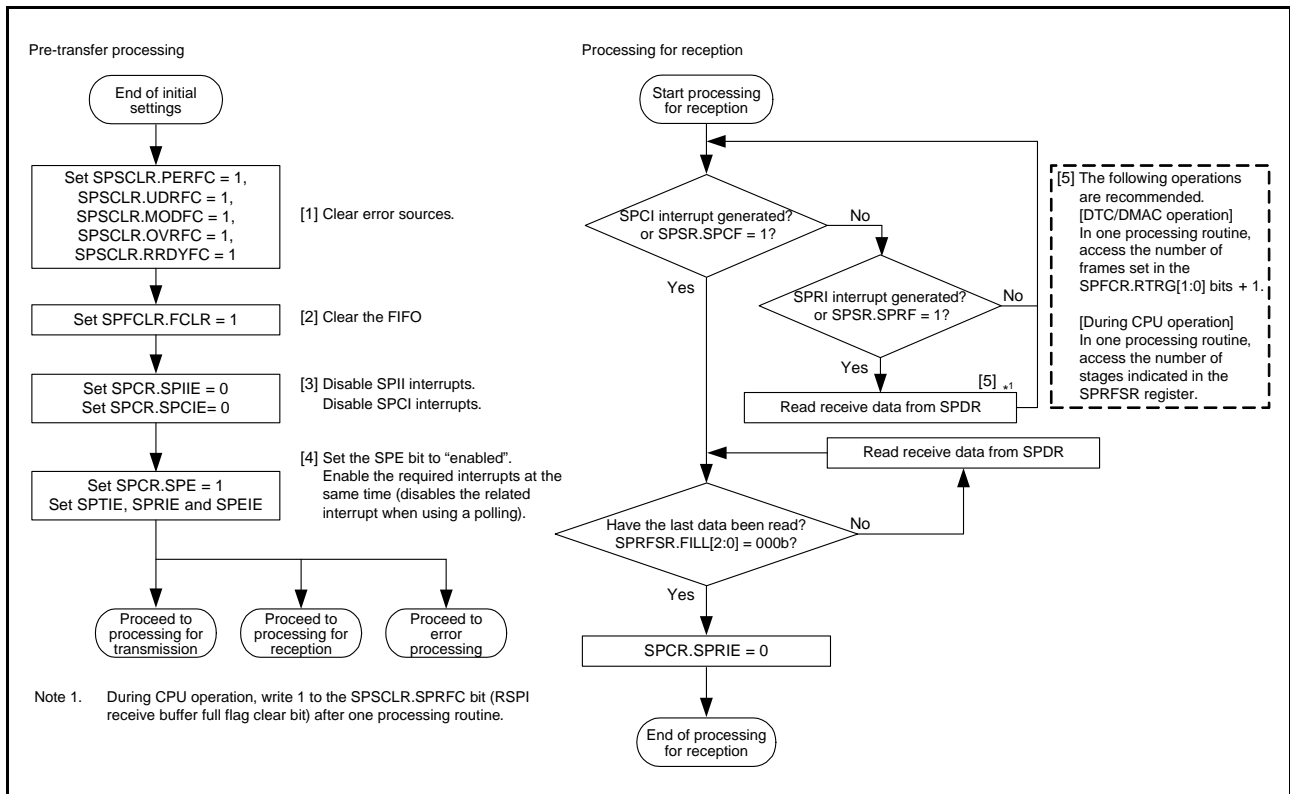 Pre-transfer processing
End of initial
settings
Set SPSCLR.PERFC = 1,
SPSCLR.UDRFC = 1,
SPSCLR.MODFC = 1,
SPSCLR.OVRFC = 1,
SPSCLR.RRDYFC = 1
[1] Clear error sources.
Set SPFCLR.FCLR = 1
[2] Clear the FIFO
Set SPCR.SPIIE = 0
Set SPCR.SPCIE= 0
[3] Disable SPII interrupts.
Disable SPCI interrupts.
Set SPCR.SPE = 1
Set SPTIE, SPRIE and SPEIE
[4] Set the SPE bit to “enabled”.
Enable the required interrupts at the
same time (disables the related
interrupt when using a polling).
Proceed to
processing for
transmission
Proceed to
processing for
reception
Proceed to
error
processing
Note 1. During CPU operation, write 1 to the SPSCLR.SPRFC bit (RSPI
receive buffer full flag clear bit) after one processing routine.
Processing for reception
Start processing
for reception
SPCI interrupt generated?
or SPSR.SPCF = 1?
No
Yes
SPRI interrupt generated?
or SPSR.SPRF = 1?
No
Yes
[5] *1
Read receive data from SPDR
Read receive data from SPDR
Have the last data been read?
SPRFSR.FILL[2:0] = 000b?
No
Yes
SPCR.SPRIE = 0
End of processing
for reception
[5] The following operations
are recommended.
[DTC/DMAC operation]
In one processing routine,
access the number of
frames set in the
SPFCR.RTRG[1:0] bits + 1.
[During CPU operation]
In one processing routine,
access the number of
stages indicated in the
SPRFSR register.